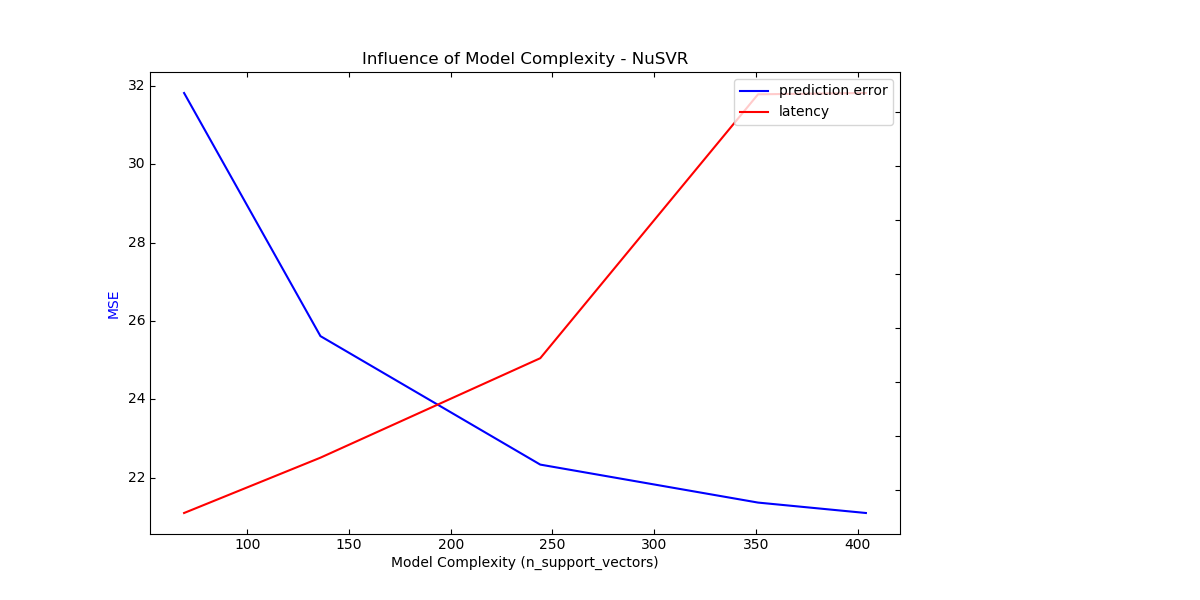 Influence of Model Complexity - NuSVR
prediction error
latency
32
30
28
26
24
22
MSE
100 150 200 250 300 350 400
Model Complexity (n_support_vectors)